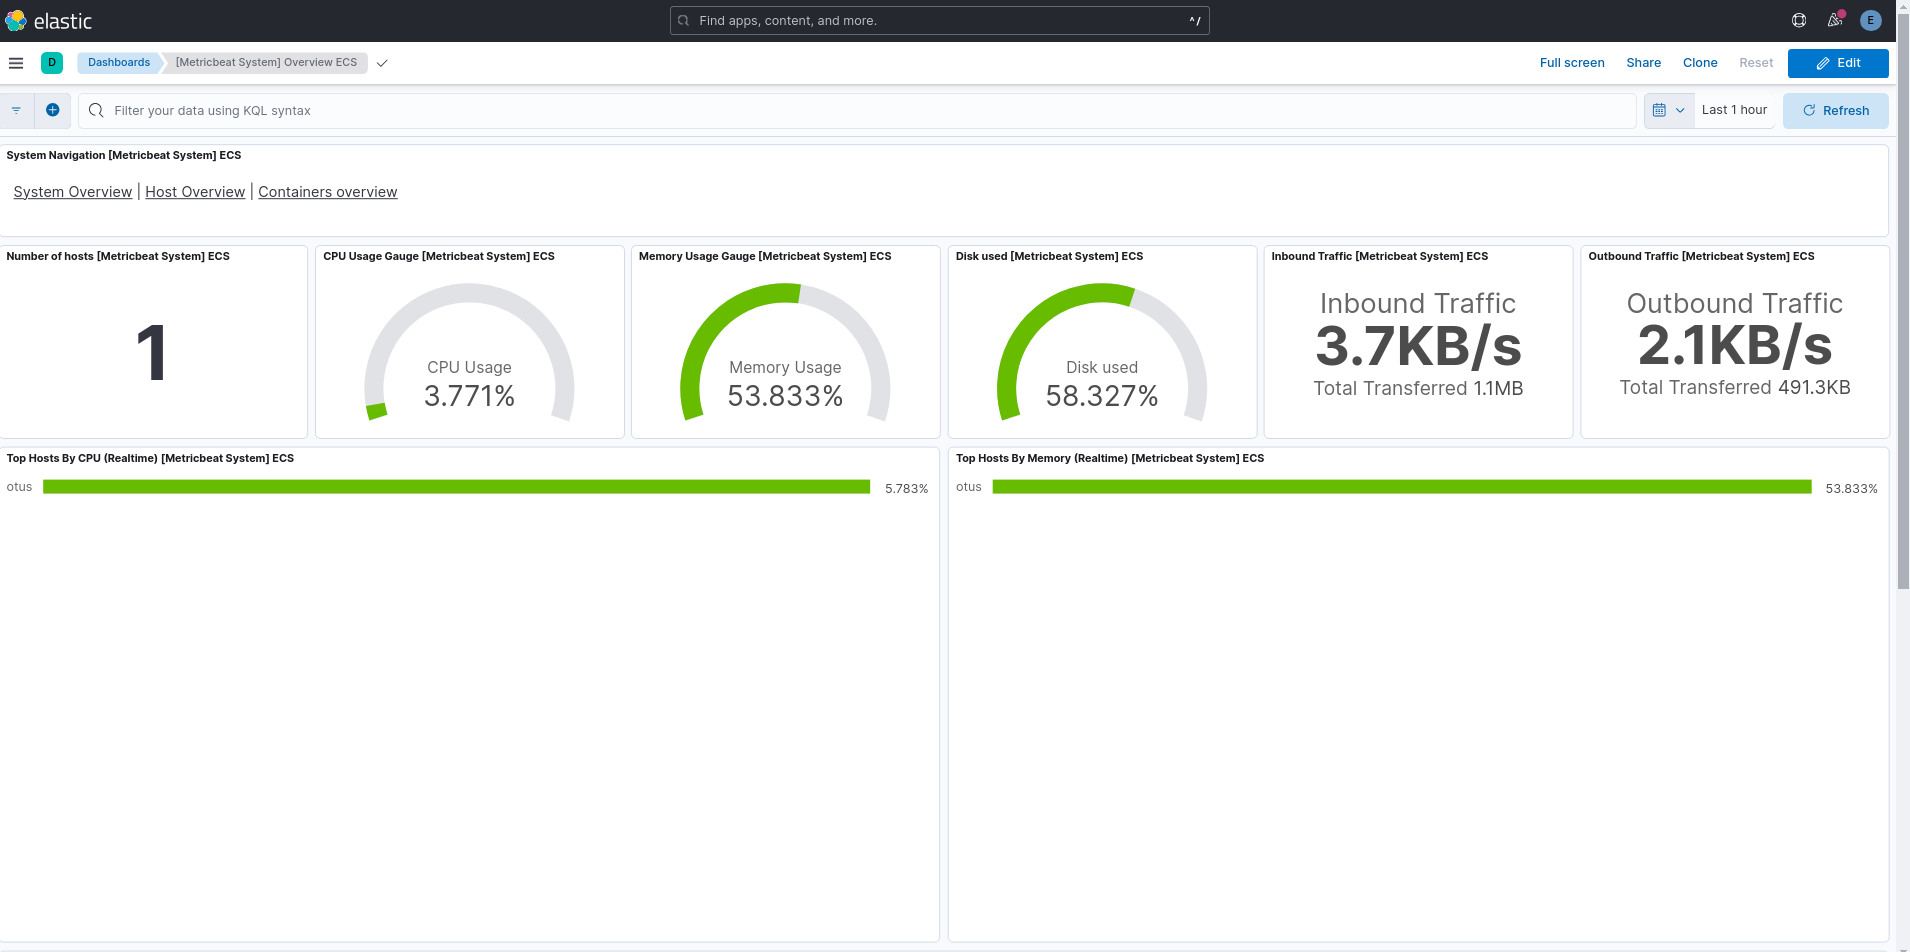 elastic
Find apps, content, and more.
^/
E
D
Dashboards
[Metricbeat System] Overview ECS
Full screen
Share
Clone
Reset
Edit
Filter your data using KQL syntax
Last 1 hour
Refresh
System Navigation [Metricbeat System] ECS
System Overview | Host Overview | Containers overview
Number of hosts [Metricbeat System] ECS
1
CPU Usage Gauge [Metricbeat System] ECS
CPU Usage
3.771%
Memory Usage Gauge [Metricbeat System] ECS
Memory Usage
53.833%
Disk used [Metricbeat System] ECS
Disk used
58.327%
Inbound Traffic [Metricbeat System] ECS
Inbound Traffic
3.7KB/s
Total Transferred 1.1MB
Outbound Traffic [Metricbeat System] ECS
Outbound Traffic
2.1KB/s
Total Transferred 491.3KB
Top Hosts By CPU (Realtime) [Metricbeat System] ECS
otus
5.783%
Top Hosts By Memory (Realtime) [Metricbeat System] ECS
otus
53.833%